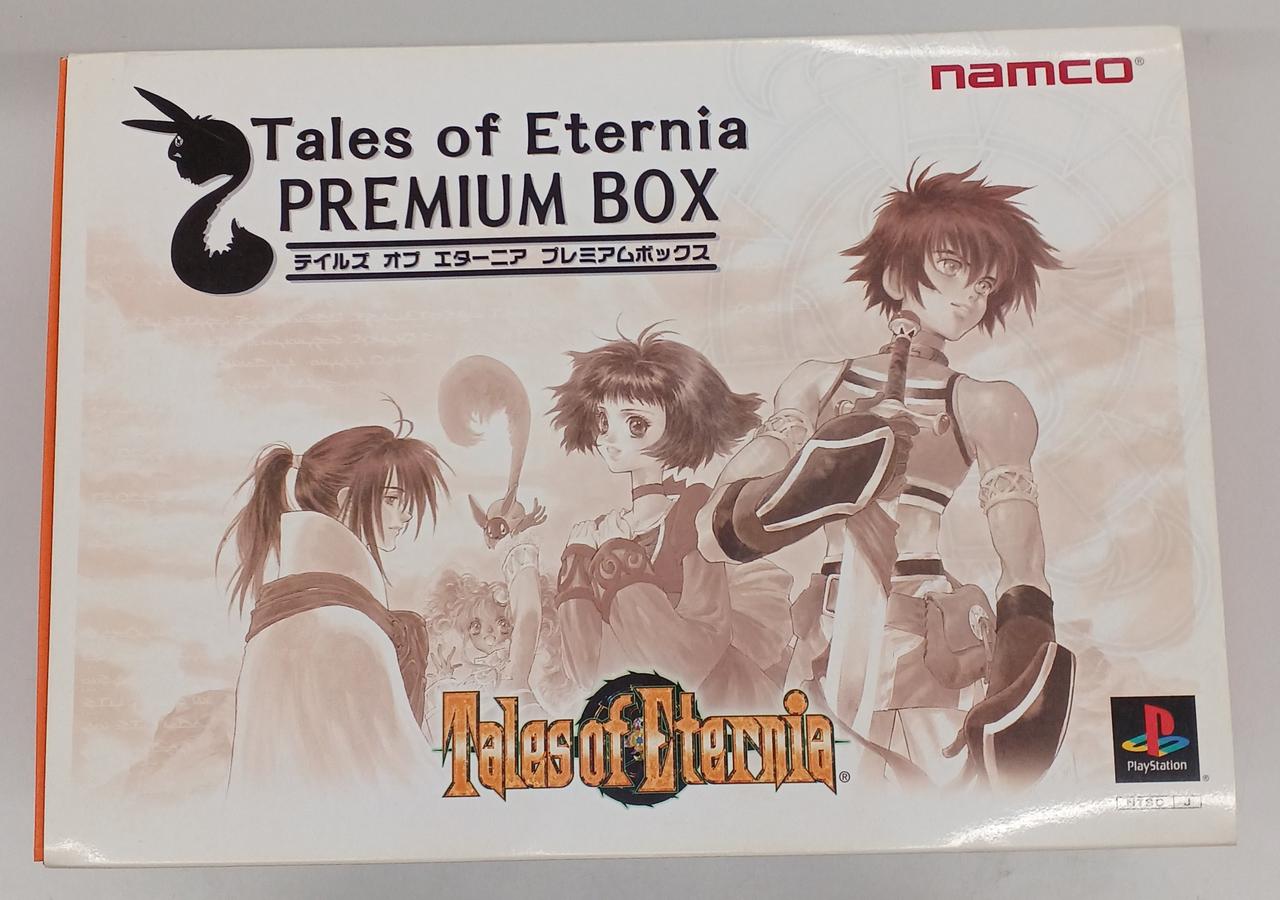 namco®
Tales of Eternia
PREMIUM BOX
テイルズ オブ エターニア プレミアムボックス
Tales of Eternia®
PlayStation®
NTSC J